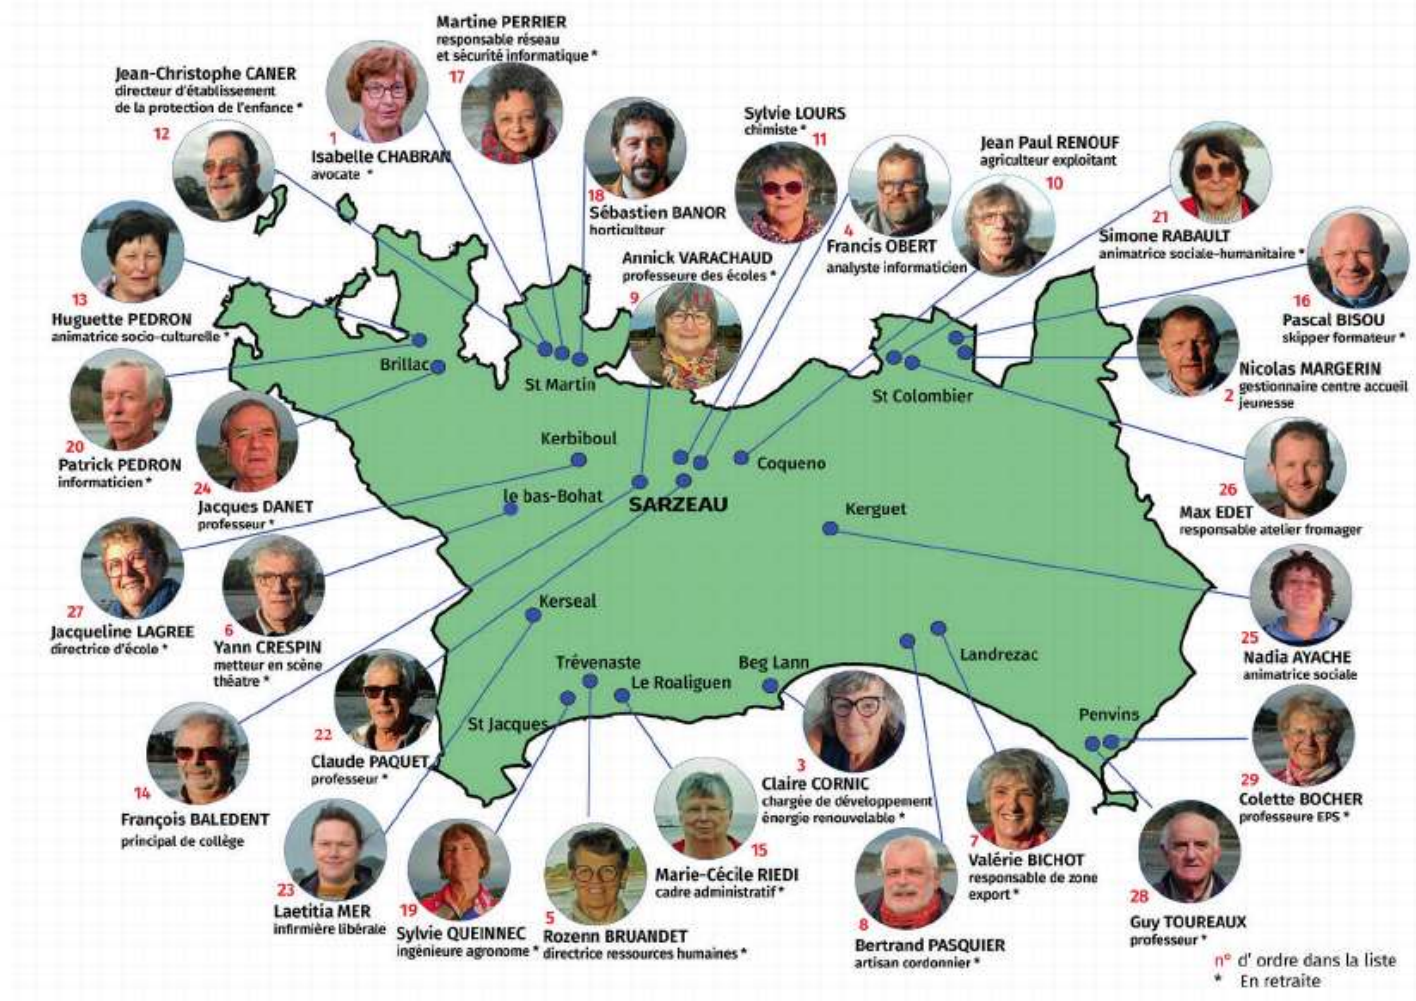 Martine PERRIER
responsable réseau
et sécurité informatique *
17
Jean-Christophe CANER
directeur d'établissement
de la protection de l'enfance *
12
1
Isabelle CHABRAN
avocate *
18
Sébastien BANOR
horticulteur
Sylvie LOURS
chimiste *
11
4
Francis OBERT
analyste informaticien
Jean Paul RENOUF
agriculteur exploitant
10
21
Simone RABAULT
animatrice sociale-humanitaire *
Annick VARACHAUD
professeure des écoles *
9
13
Huguette PEDRON
animatrice socio-culturelle *
16
Pascal BISOU
skipper formateur *
Nicolas MARGERIN
2 gestionnaire centre accueil
jeunesse
Brillac
St Martin
St Colombier
20
Patrick PEDRON
informaticien *
24
Jacques DANET
professeur *
Kerbiboul
Coqueno
le bas-Bohat
SARZEAU
Kerguet
26
Max EDET
responsable atelier fromager
27
Jacqueline LAGREE
directrice d'école *
6
Yann CRESPIN
metteur en scène
théatre *
Kerseal
25
Nadia AYACHE
animatrice sociale
Trévenaste
Le Roaliguen
Beg Lann
Landrezac
St Jacques
Penvins
22
Claude PAQUET
professeur *
14
François BALEDENT
principal de collège
3
Claire CORNIC
chargée de développement
énergie renouvelable *
29
Colette BOCHER
professeure EPS *
15
Marie-Cécile RIEDI
cadre administratif *
7
Valérie BICHOT
responsable de zone
export *
23
Laetitia MER
infirmière libérale
19
Sylvie QUEINNEC
ingénieure agronome *
5
Rozenn BRUANDET
directrice ressources humaines *
8
Bertrand PASQUIER
artisan cordonnier *
28
Guy TOUREAUX
professeur *
n° d' ordre dans la liste
* En retraite